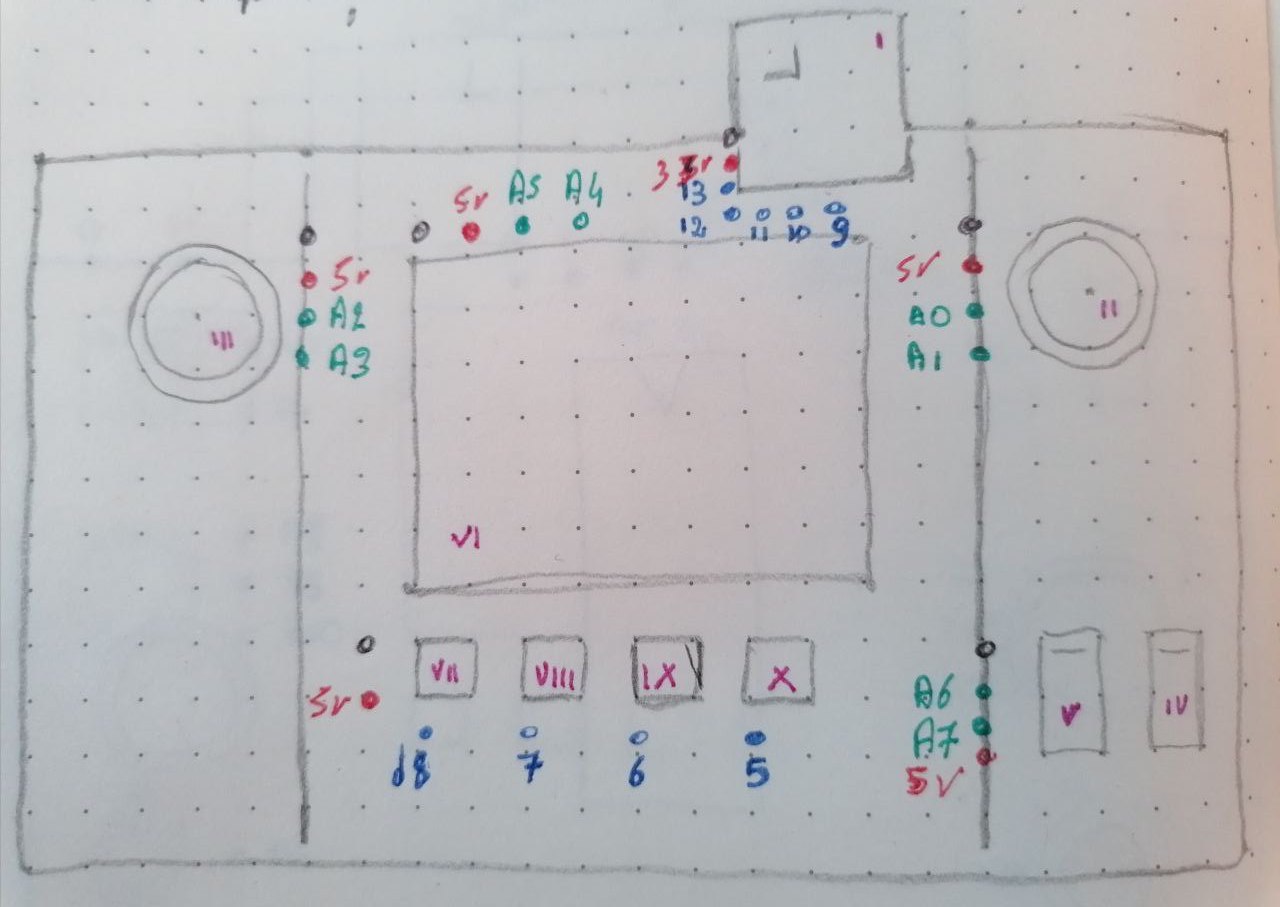 I
5V A5 A4 3 3V
13
12 11 10 9
III 5V 5V II
A2 A0
A3 A1
VI
VII VIII IX X A6 V IV
5V A7
d8 7 6 5 5V